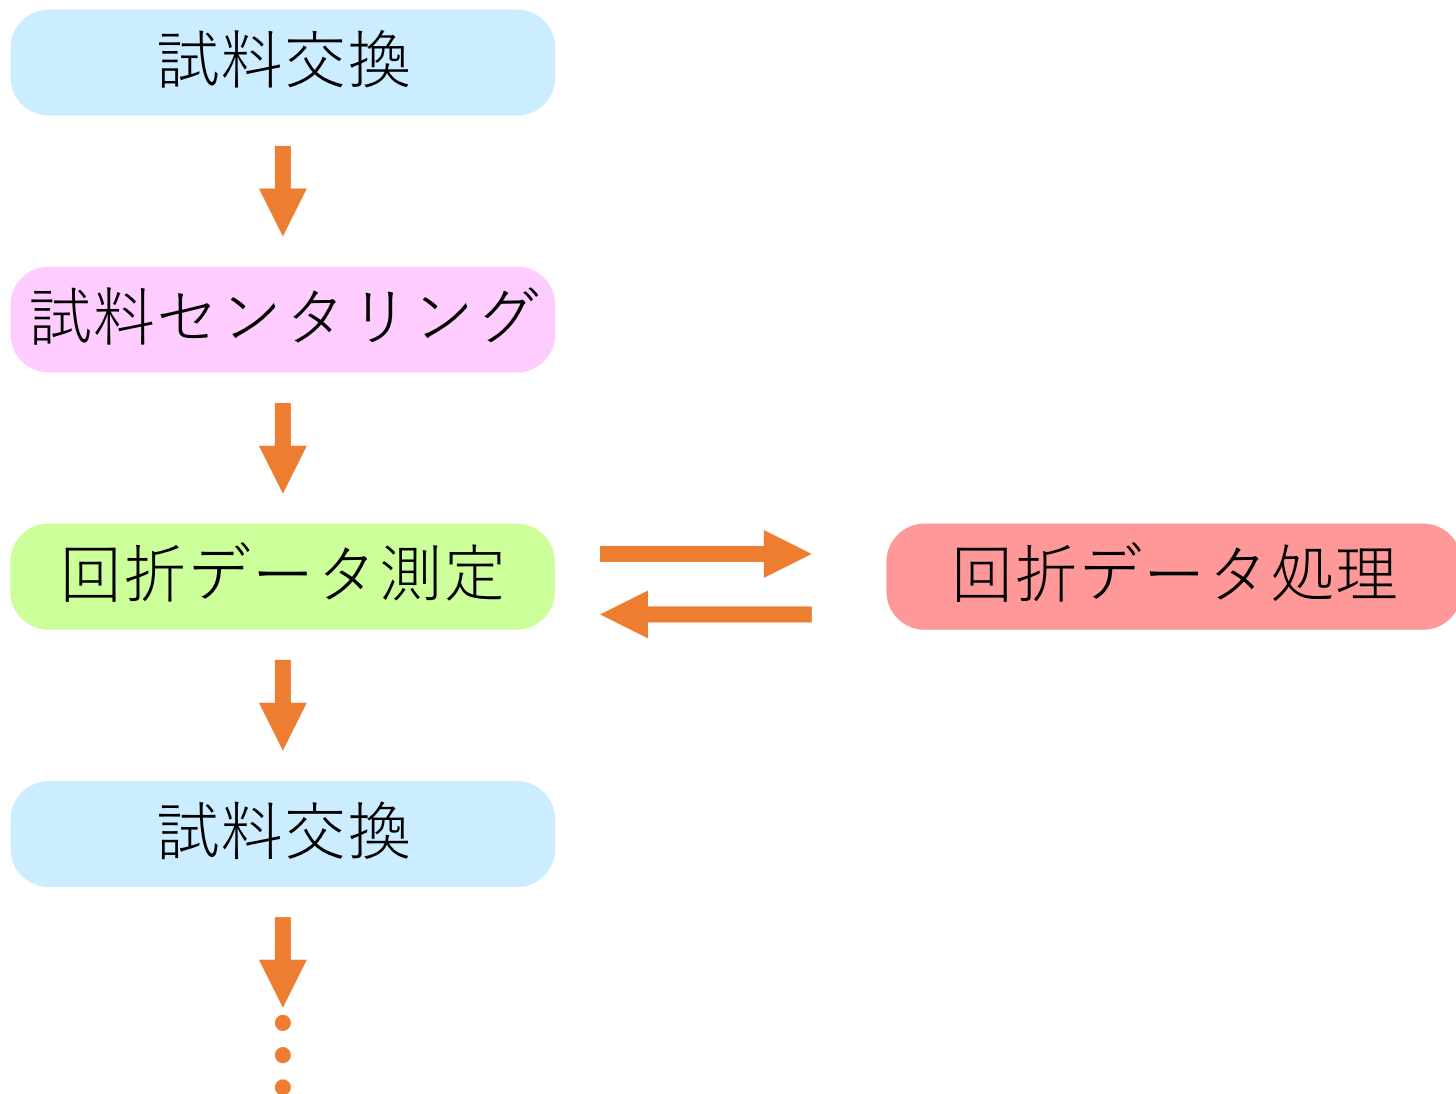 試料交換
試料センタリング
回折データ測定
回折データ処理
試料交換